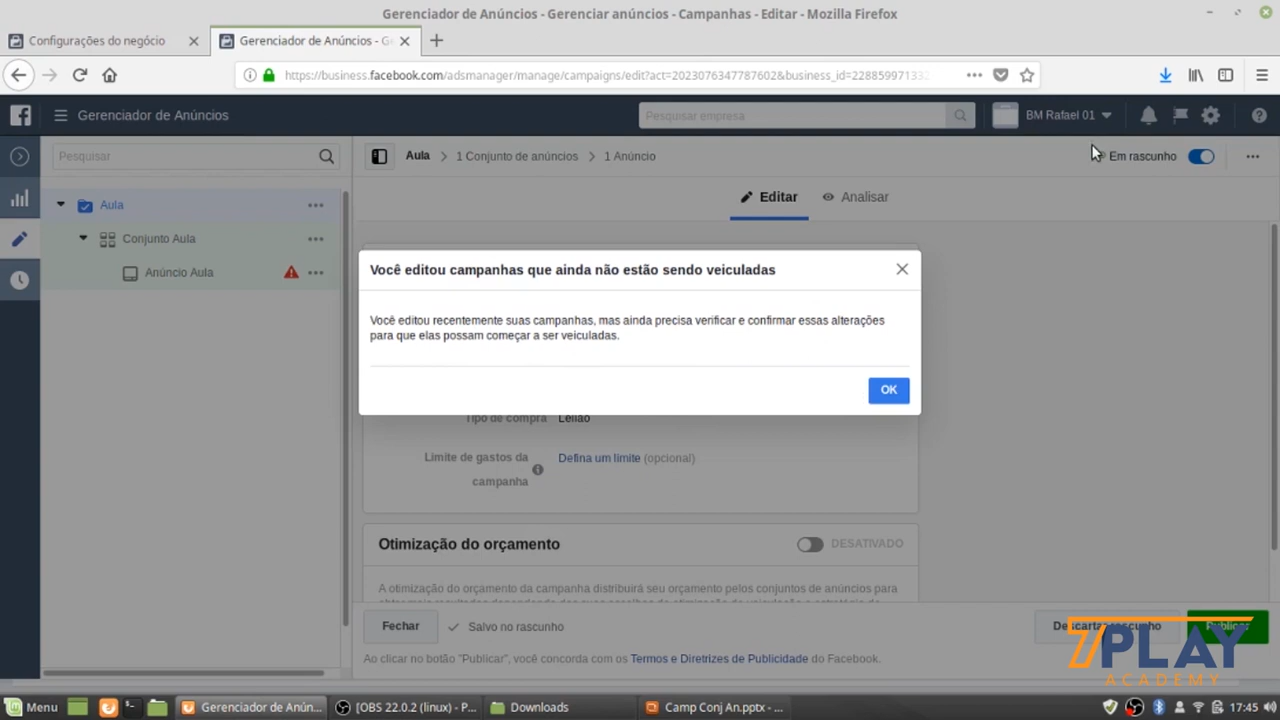 Gerenciador de Anúncios - Gerenciar anúncios - Campanhas - Editar - Mozilla Firefox
Configurações do negócio
Gerenciador de Anúncios - G
https://business.facebook.com/adsmanager/manage/campaigns/edit?act=2023076347787602&business_id=228859971333
Gerenciador de Anúncios
Pesquisar empresa
BM Rafael 01
Pesquisar
Aula > 1 Conjunto de anúncios > 1 Anúncio
Em rascunho
Editar
Analisar
Aula
Conjunto Aula
Anúncio Aula
Você editou campanhas que ainda não estão sendo veiculadas
Você editou recentemente suas campanhas, mas ainda precisa verificar e confirmar essas alterações
para que elas possam começar a ser veiculadas.
OK
Tipo de compra Leilão
Limite de gastos da
campanha
Defina um limite (opcional)
Otimização do orçamento
DESATIVADO
A otimização do orçamento da campanha distribuirá seu orçamento pelos conjuntos de anúncios para
Fechar
Salvo no rascunho
Descartar rascunho
Publicar
Ao clicar no botão "Publicar", você concorda com os Termos e Diretrizes de Publicidade do Facebook.
7PLAY
ACADEMY
Menu
Gerenciador de Anún...
[OBS 22.0.2 (linux) - P...
Downloads
Camp Conj An.pptx - ...
17:45